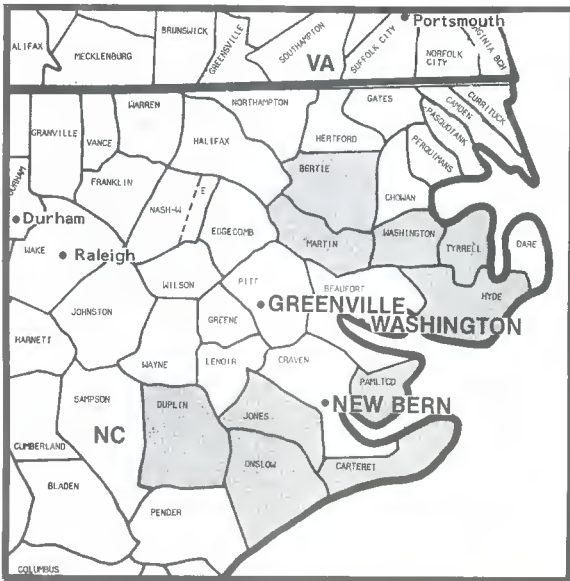 Portsmouth
BRUNSWICK
GREENSVILLE
SOUTHAMPTON
SUFFOLK CITY
NORFOLK CITY
VIRGINIA BCH
ALIFAX
MECKLENBURG
VA
NORTHAMPTON
GATES
CAMDEN
CURRITUCK
PASQUOTANK
PERQUIMANS
WARREN
GRANVILLE
VANCE
HALIFAX
HERTFORD
BERTIE
CHOWAN
FRANKLIN
DURHAM
NASH-W
E
EDGECOMB
MARTIN
WASHINGTON
TYRRELL
DARE
Durham
WAKE
Raleigh
WILSON
PITT
BEAUFORT
HYDE
GREENVILLE
WASHINGTON
JOHNSTON
GREENE
HARNETT
WAYNE
LENOIR
CRAVEN
PAMLICO
NEW BERN
SAMPSON
DUPLIN
JONES
NC
CUMBERLAND
ONSLOW
CARTERET
BLADEN
PENDER
COLUMBUS